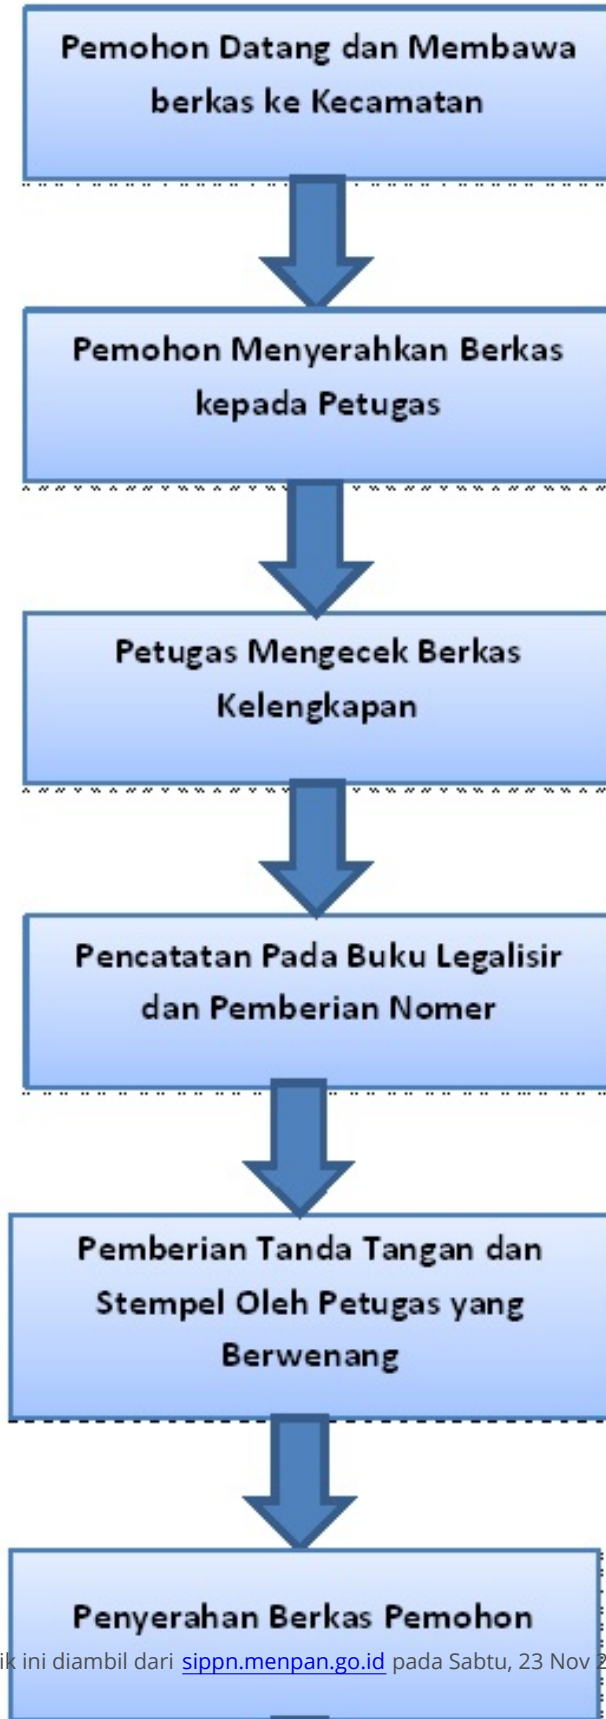 Pemohon Datang dan Membawa
berkas ke Kecamatan
Pemohon Menyerahkan Berkas
kepada Petugas
Petugas Mengecek Berkas
Kelengkapan
Pencatatan Pada Buku Legalisir
dan Pemberian Nomer
Pemberian Tanda Tangan dan
Stempel Oleh Petugas yang
Berwenang
Penyerahan Berkas Pemohon
ini diambil dari sippn.menpan.go.id pada Sabtu, 23 Nov